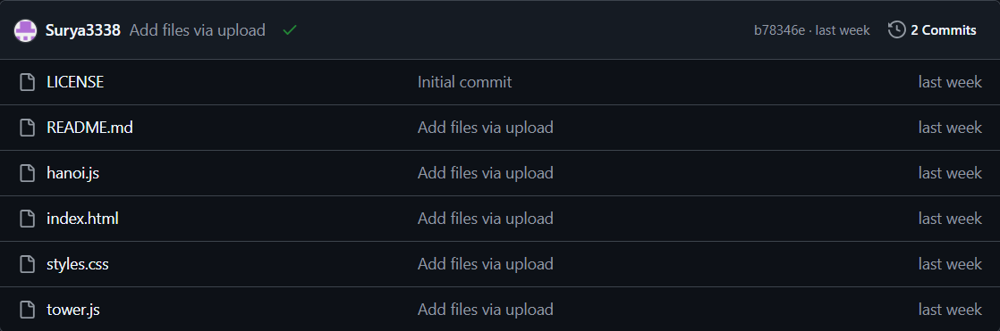 Surya3338 Add files via upload b78346e · last week 2 Commits
LICENSE Initial commit last week
README.md Add files via upload last week
hanoi.js Add files via upload last week
index.html Add files via upload last week
styles.css Add files via upload last week
tower.js Add files via upload last week